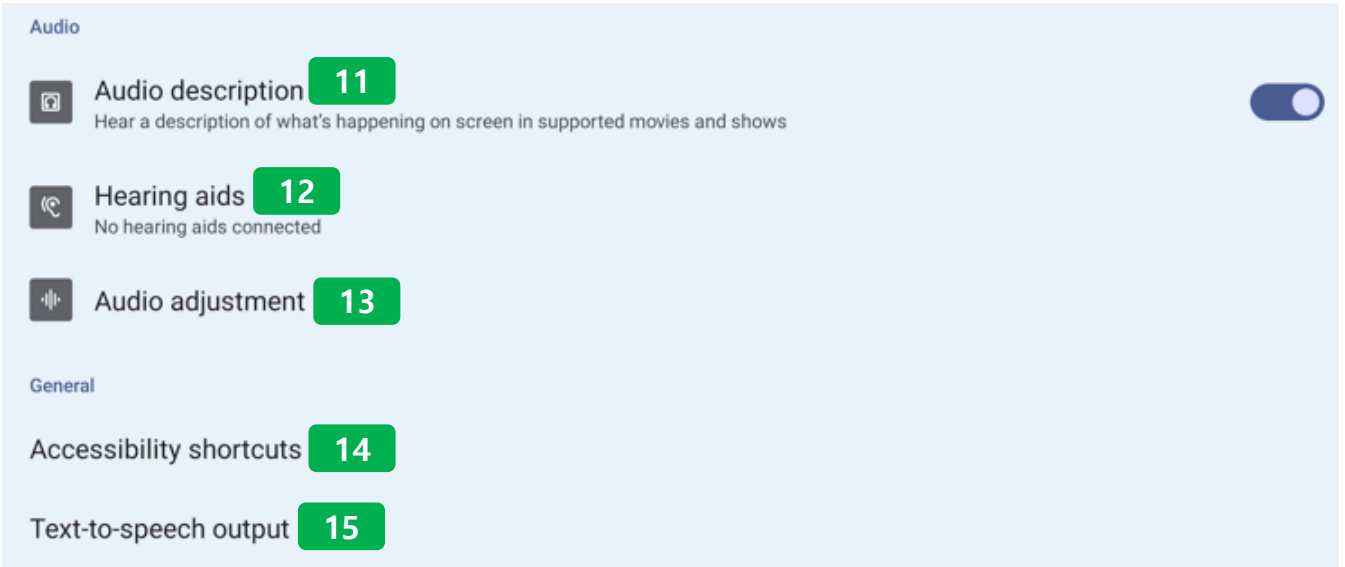 Audio
Audio description 11
Hear a description of what's happening on screen in supported movies and shows
Hearing aids 12
No hearing aids connected
Audio adjustment 13
General
Accessibility shortcuts 14
Text-to-speech output 15